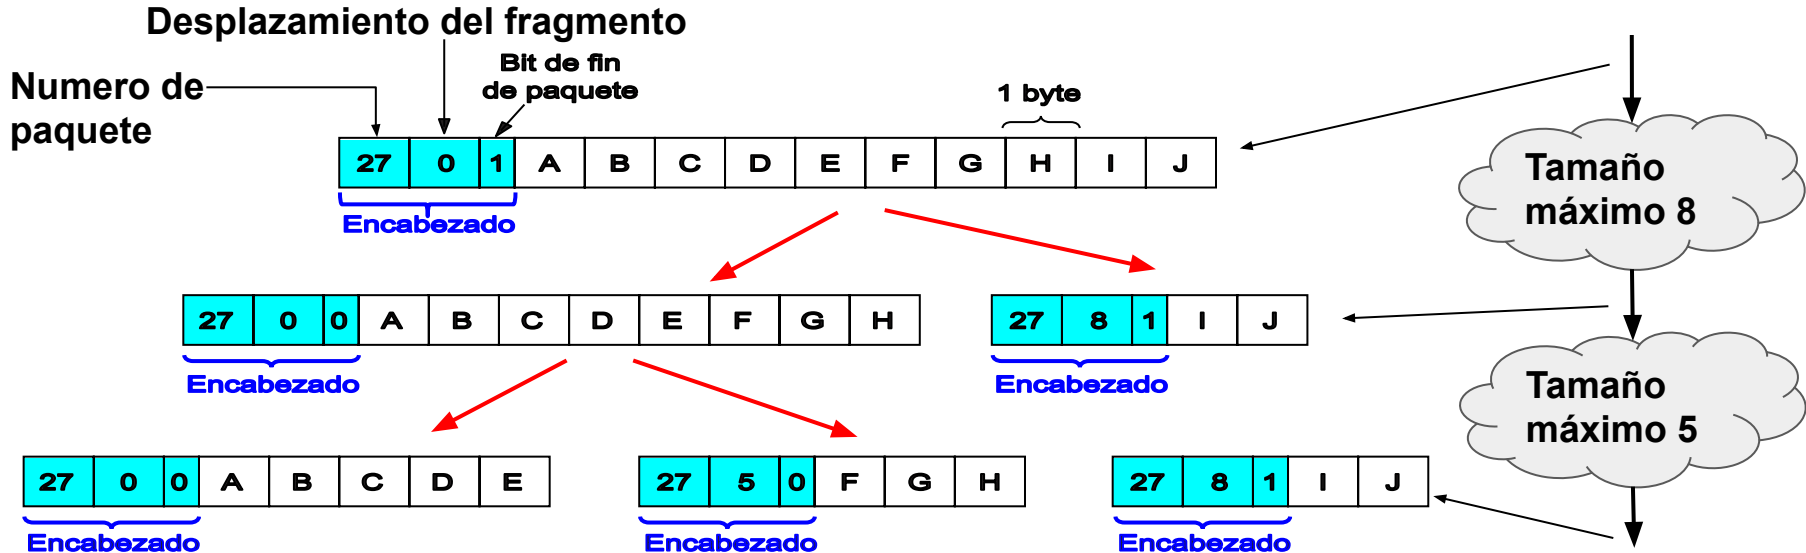 Desplazamiento del fragmento
Numero de
paquete
Bit de fin
de paquete
1 byte
27 0 1 A B C D E F G H I J
Encabezado
Tamaño
máximo 8
27 0 0 A B C D E F G H
Encabezado
27 8 1 I J
Encabezado
Tamaño
máximo 5
27 0 0 A B C D E
Encabezado
27 5 0 F G H
Encabezado
27 8 1 I J
Encabezado